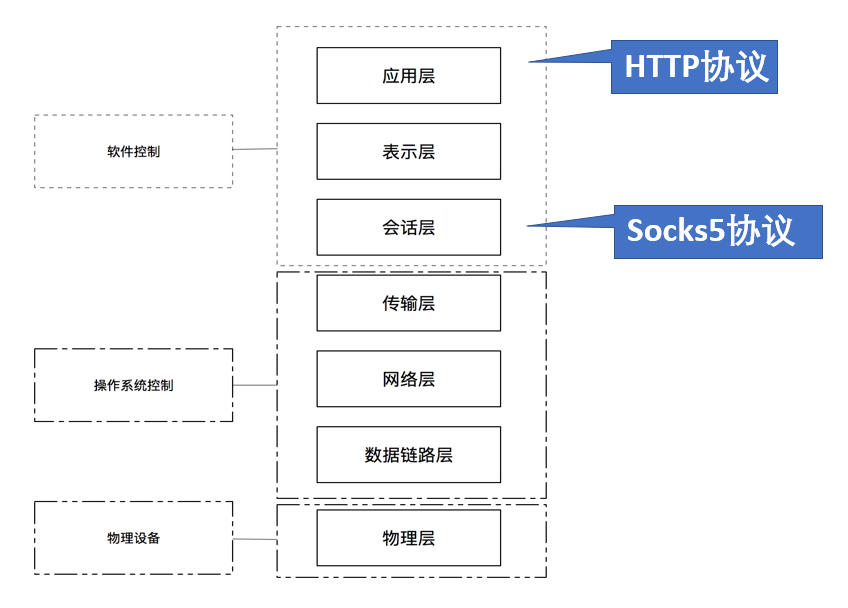 应用层
HTTP协议
表示层
软件控制
会话层
Socks5协议
传输层
网络层
操作系统控制
数据链路层
物理设备
物理层